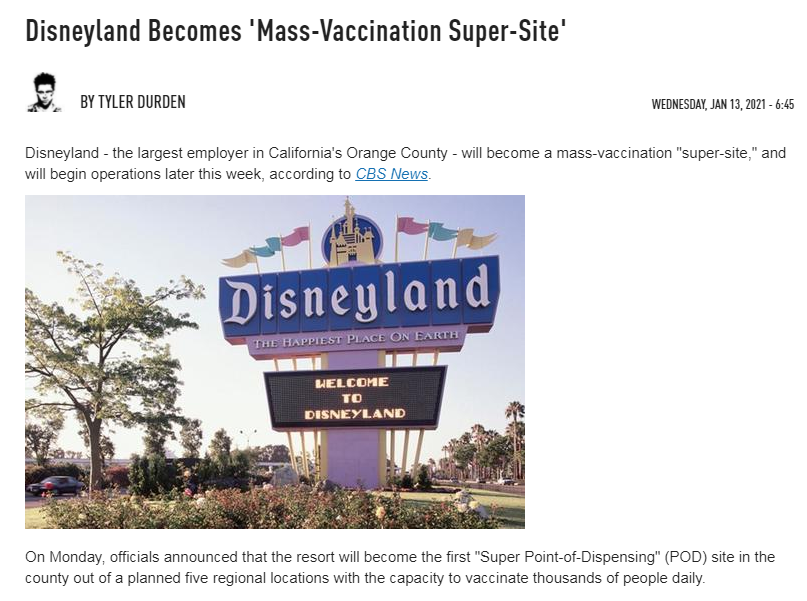 Disneyland Becomes 'Mass-Vaccination Super-Site'
BY TYLER DURDEN
WEDNESDAY, JAN 13, 2021 - 6:45
Disneyland - the largest employer in California's Orange County - will become a mass-vaccination "super-site," and
will begin operations later this week, according to CBS News.
Disneyland
THE HAPPIEST PLACE ON EARTH
WELCOME
TO
DISNEYLAND
On Monday, officials announced that the resort will become the first "Super Point-of-Dispensing" (POD) site in the
county out of a planned five regional locations with the capacity to vaccinate thousands of people daily.